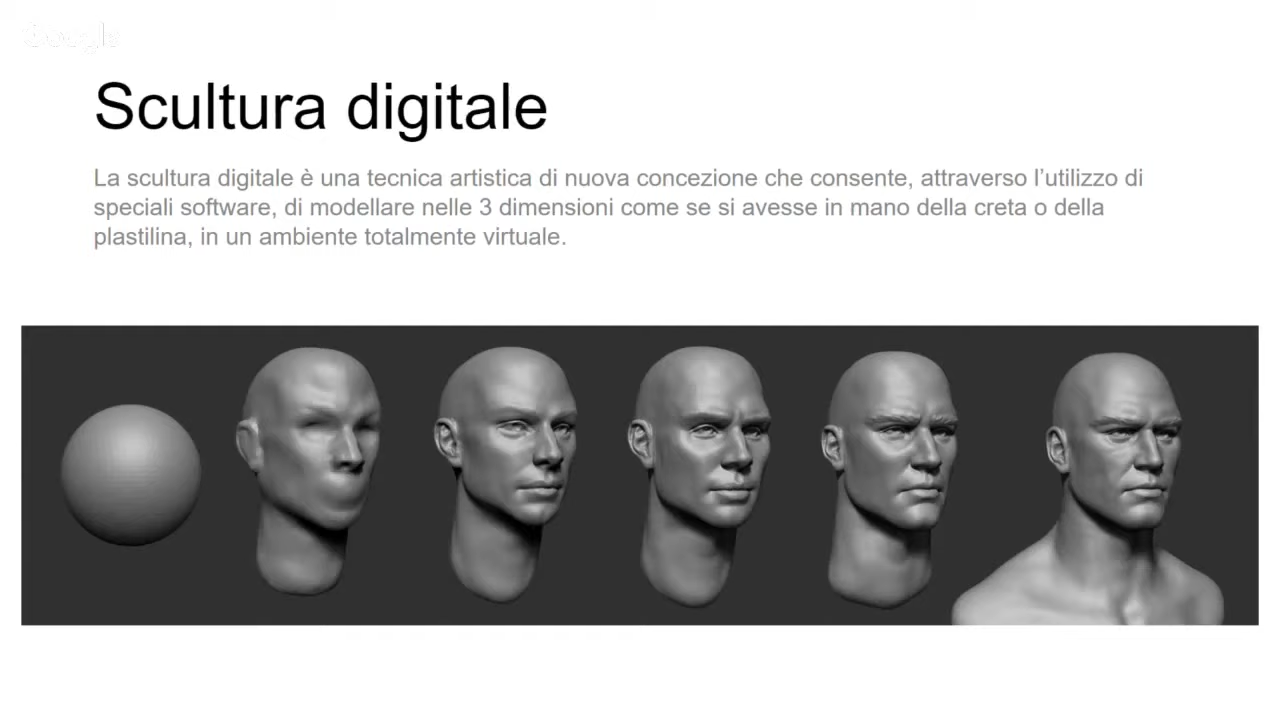 Google
Scultura digitale
La scultura digitale è una tecnica artistica di nuova concezione che consente, attraverso l’utilizzo di
speciali software, di modellare nelle 3 dimensioni come se si avesse in mano della creta o della
plastilina, in un ambiente totalmente virtuale.